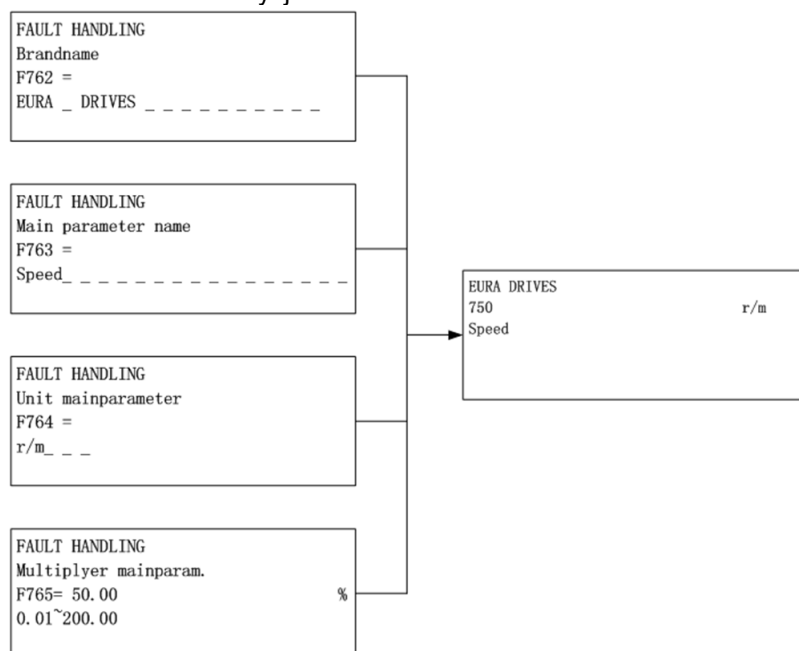 FAULT HANDLING
Brandname
F762 =
EURA _ DRIVES _ _ _ _ _ _ _ _ _ _
FAULT HANDLING
Main parameter name
F763 =
Speed_ _ _ _ _ _ _ _ _ _ _ _ _ _ _ _
FAULT HANDLING
Unit mainparameter
F764 =
r/m_ _ _
FAULT HANDLING
Multiplyer mainparam.
F765= 50.00 %
0.01~200.00
EURA DRIVES
750 r/m
Speed